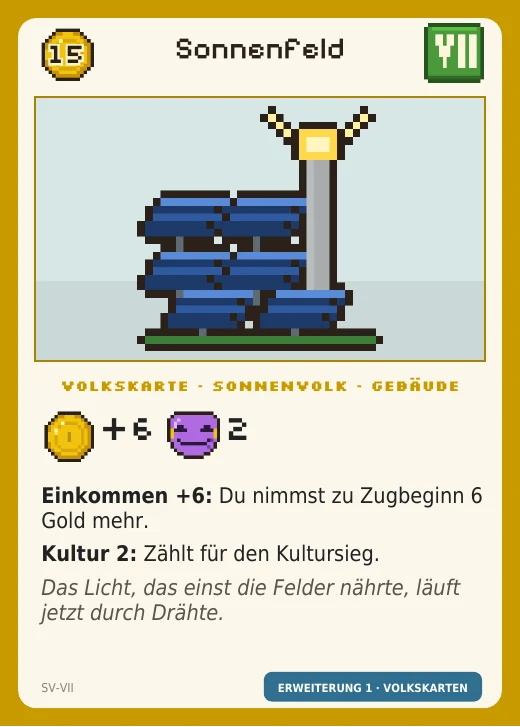 15
Sonnenfeld
VII
VOLKSKARTE - SONNENVOLK - GEBÄUDE
+6
2
Einkommen +6: Du nimmst zu Zugbeginn 6
Gold mehr.
Kultur 2: Zählt für den Kultursieg.
Das Licht, das einst die Felder nährte, läuft
jetzt durch Drähte.
SV-VII
ERWEITERUNG 1 · VOLKSKARTEN